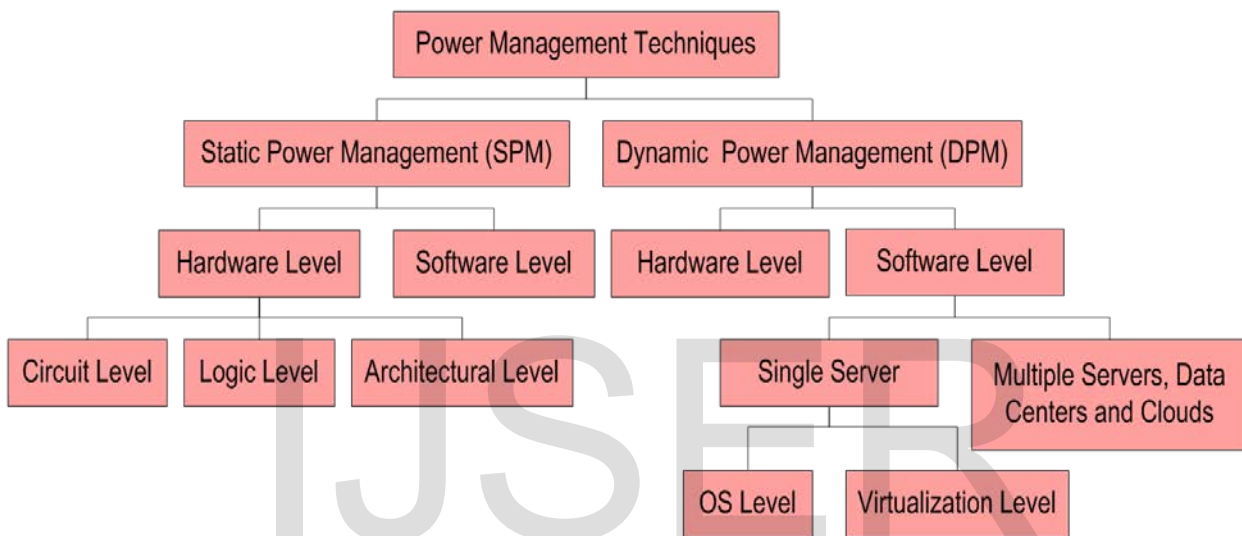 Power Management Techniques
Static Power Management (SPM)
Dynamic Power Management (DPM)
Hardware Level
Software Level
Hardware Level
Software Level
Circuit Level
Logic Level
Architectural Level
Single Server
Multiple Servers, Data
Centers and Clouds
OS Level
Virtualization Level
IJSER